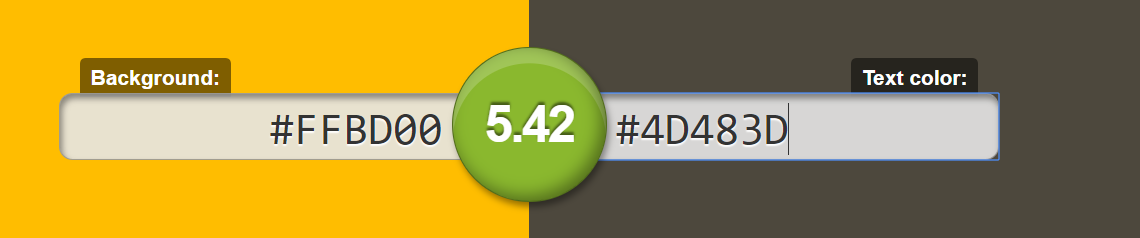 Background:
Text color:
#FFBD00
5.42
#4D483D